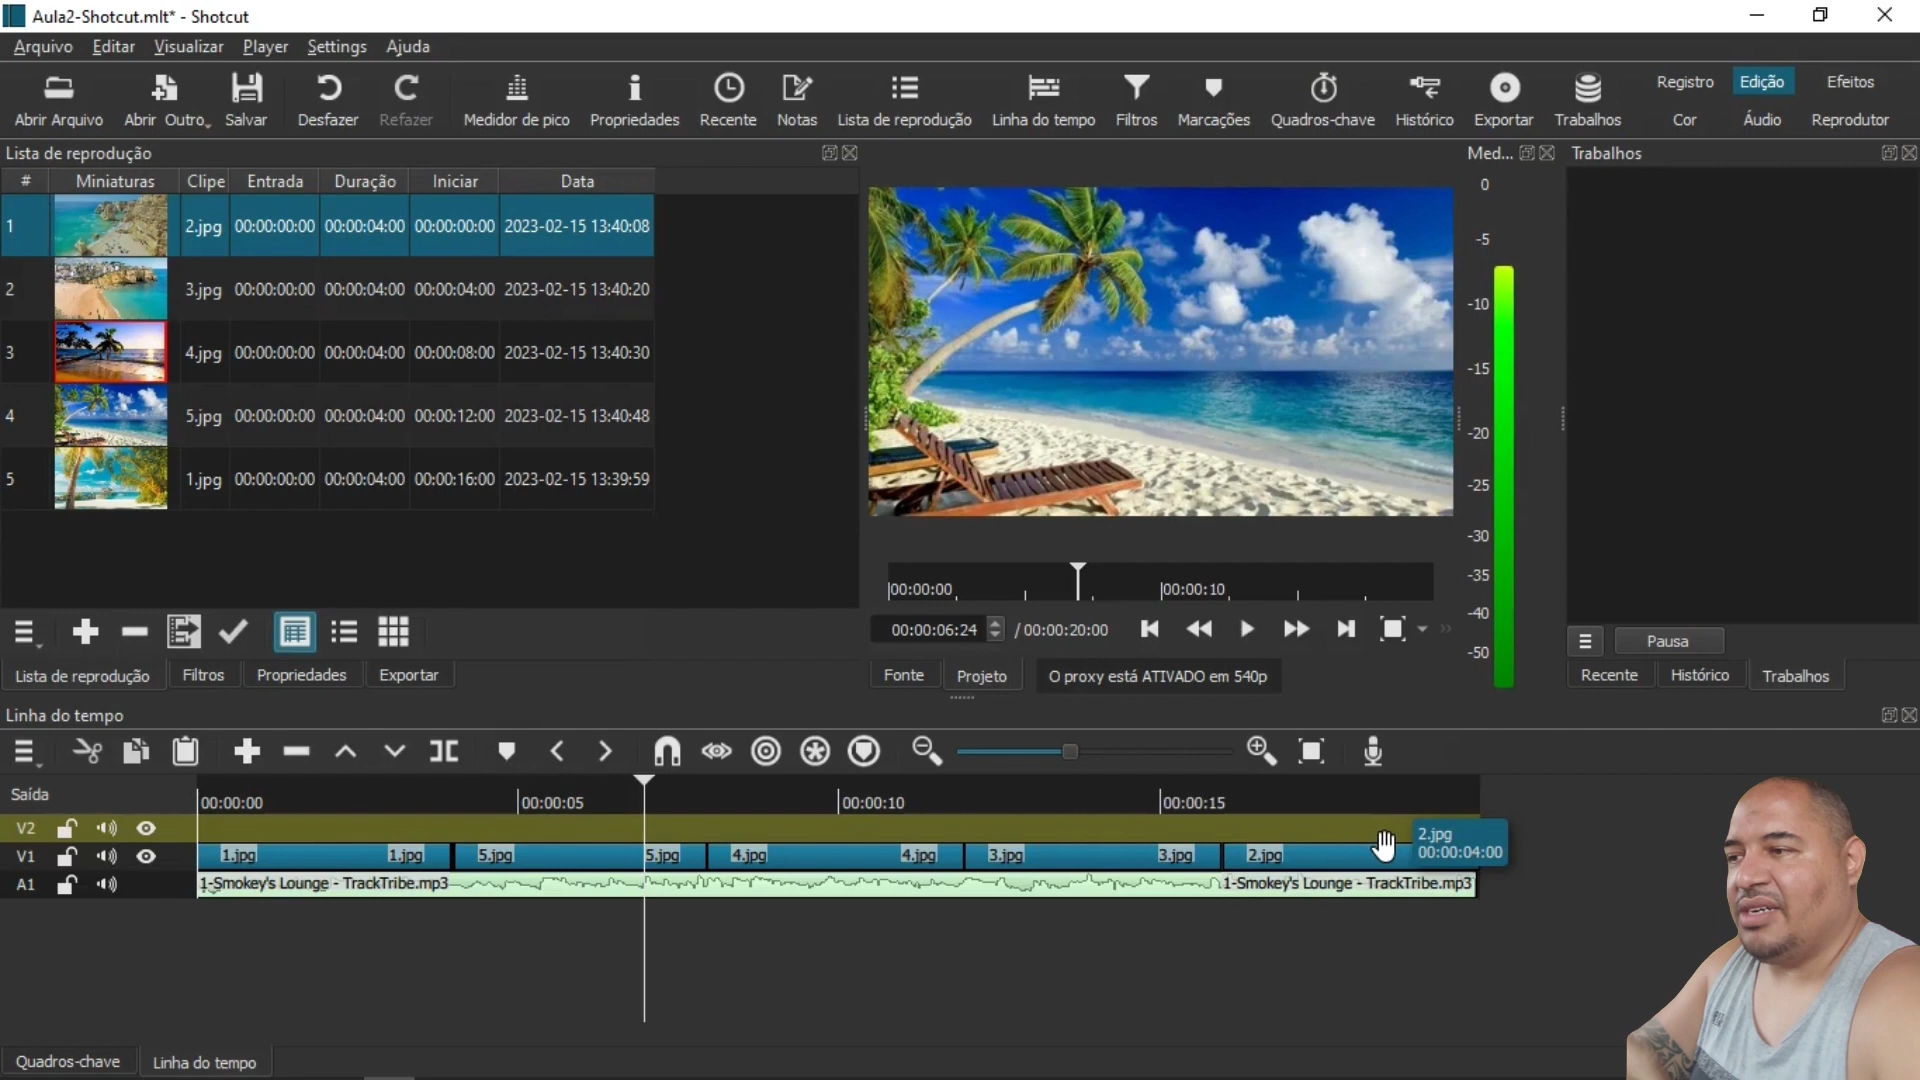 Aula2-Shotcut.mlt* - Shotcut
Arquivo Editar Visualizar Player Settings Ajuda
Abrir Arquivo Abrir Outro Salvar Desfazer Refazer Medidor de pico Propriedades Recente Notas Lista de reprodução Linha do tempo Filtros Marcações Quadros-chave Histórico Exportar Trabalhos
Registro Edição Efeitos
Cor Áudio Reprodutor
Lista de reprodução
# Miniaturas Clipe Entrada Duração Iniciar Data
1 2.jpg 00:00:00:00 00:00:04:00 00:00:00:00 2023-02-15 13:40:08
2 3.jpg 00:00:00:00 00:00:04:00 00:00:04:00 2023-02-15 13:40:20
3 4.jpg 00:00:00:00 00:00:04:00 00:00:08:00 2023-02-15 13:40:30
4 5.jpg 00:00:00:00 00:00:04:00 00:00:12:00 2023-02-15 13:40:48
5 1.jpg 00:00:00:00 00:00:04:00 00:00:16:00 2023-02-15 13:39:59
Lista de reprodução Filtros Propriedades Exportar
00:00:00 00:00:10
00:00:06:24 /00:00:20:00
Fonte Projeto O proxy está ATIVADO em 540p
Med...
0
-5
-10
-15
-20
-25
-30
-35
-40
-50
Trabalhos
Pausa
Recente Histórico Trabalhos
Linha do tempo
Saída 00:00:00 00:00:05 00:00:10 00:00:15
V2
V1 1.jpg 1.jpg 5.jpg 5.jpg 4.jpg 4.jpg 3.jpg 3.jpg 2.jpg
2.jpg
00:00:04:00
A1 1-Smokey's Lounge - TrackTribe.mp3 1-Smokey's Lounge - TrackTribe.mp3
Quadros-chave Linha do tempo